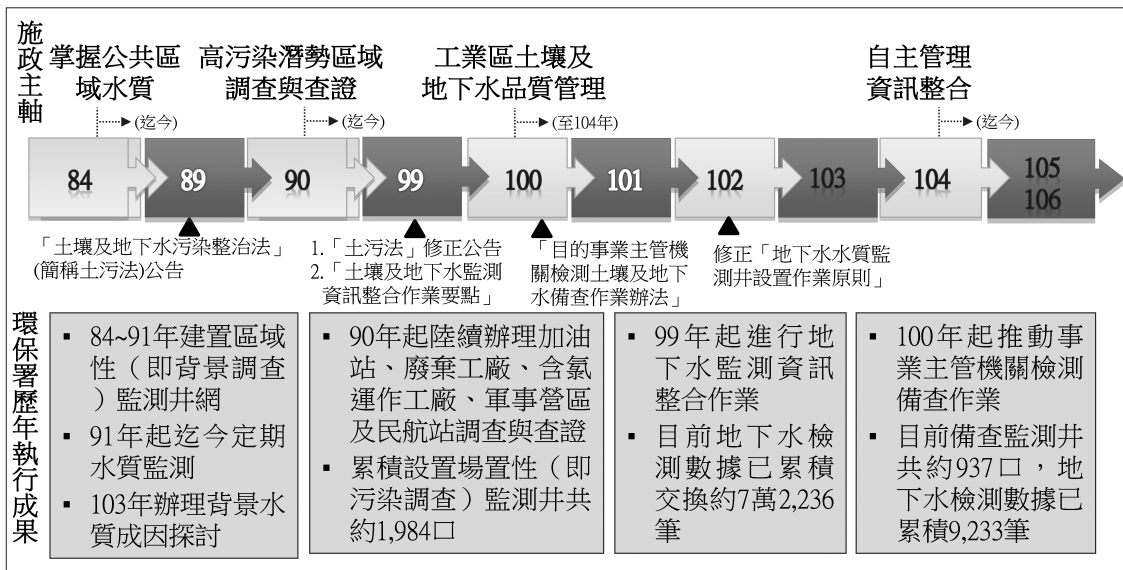 施政主軸
掌握公共區
域水質
(迄今)
高污染潛勢區域
調查與查證
(迄今)
工業區土壤及
地下水品質管理
(至104年)
自主管理
資訊整合
(迄今)
84
89
90
99
100
101
102
103
104
105
106
「土壤及地下水污染整治法」
(簡稱土污法)公告
1.「土污法」修正公告
2.「土壤及地下水監測
資訊整合作業要點」
「目的事業主管機
關檢測土壤及地下
水備查作業辦法」
修正「地下水水質監
測井設置作業原則」
環保署歷年執行成果
▪ 84~91年建置區域
性（即背景調查
）監測井網
▪ 91年起迄今定期
水質監測
▪ 103年辦理背景水
質成因探討
▪ 90年起陸續辦理加油
站、廢棄工廠、含氯
運作工廠、軍事營區
及民航站調查與查證
▪ 累積設置場置性（即
污染調查）監測井共
約1,984口
▪ 99年起進行地
下水監測資訊
整合作業
▪ 目前地下水檢
測數據已累積
交換約7萬2,236
筆
▪ 100年起推動事
業主管機關檢測
備查作業
▪ 目前備查監測井
共約937口，地
下水檢測數據已
累積9,233筆